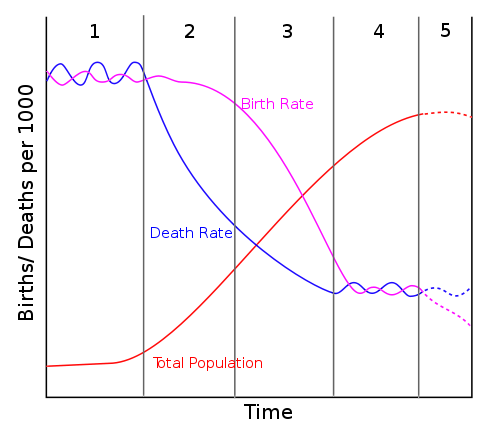 1 2 3 4 5
Birth Rate
Death Rate
Total Population
Births/ Deaths per 1000
Time